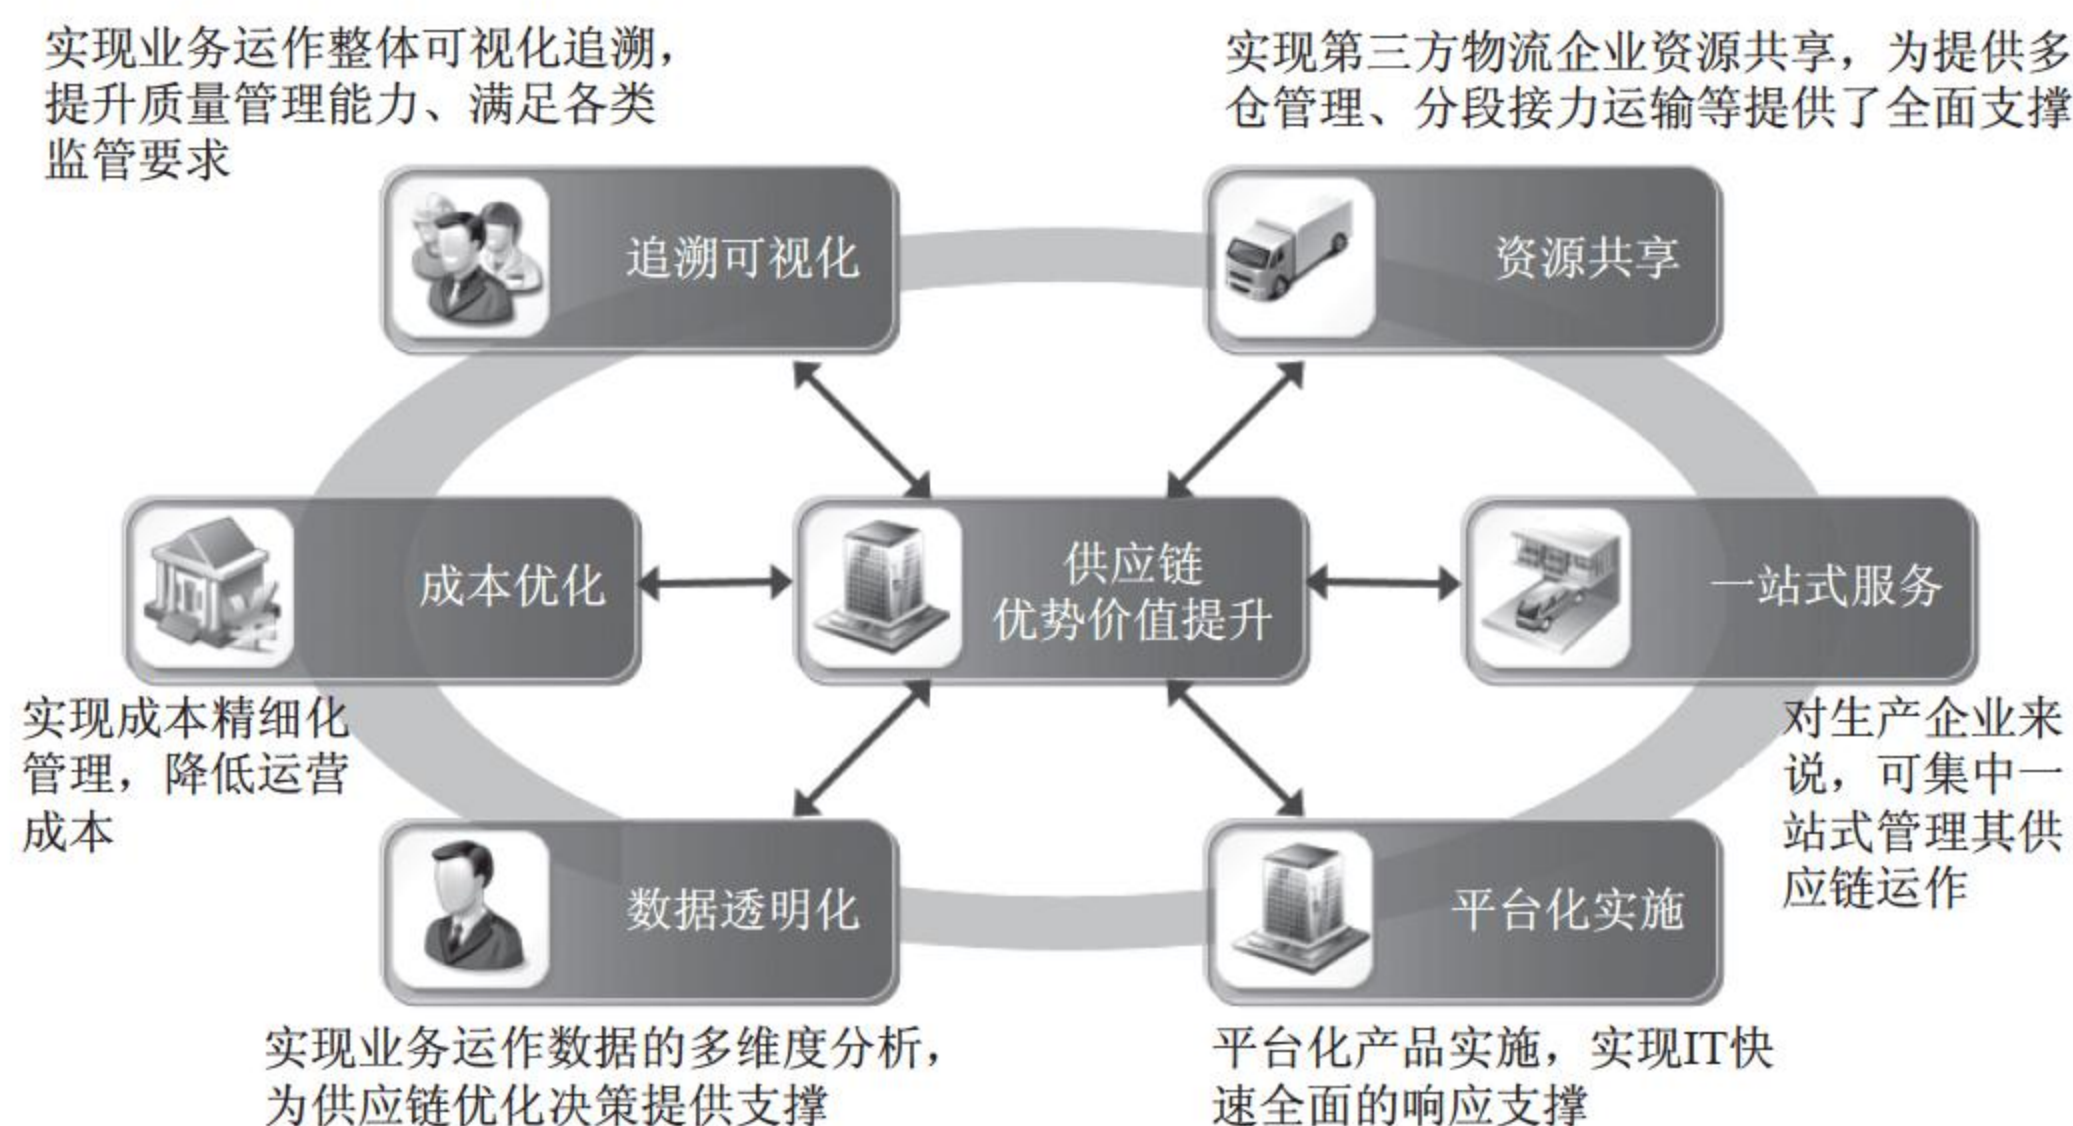 实现业务运作整体可视化追溯，
提升质量管理能力、满足各类
监管要求
实现第三方物流企业资源共享，为提供多
仓管理、分段接力运输等提供了全面支撑
追溯可视化
资源共享
成本优化
供应链
优势价值提升
一站式服务
实现成本精细化
管理，降低运营
成本
对生产企业来
说，可集中一
站式管理其供
应链运作
数据透明化
平台化实施
实现业务运作数据的多维度分析，
为供应链优化决策提供支撑
平台化产品实施，实现IT快
速全面的响应支撑